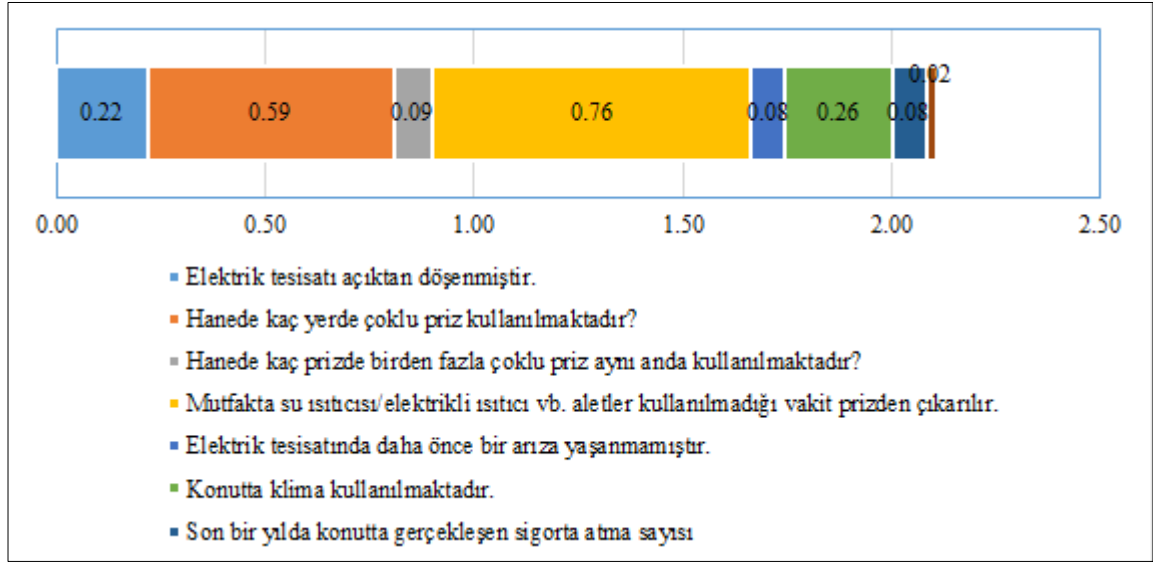 0.02
0.22 0.59 0.09 0.76 0.08 0.26 0.08
0.00 0.50 1.00 1.50 2.00 2.50
Elektrik tesisatı açıktan döşenmiştir.
Hanede kaç yerde çoklu priz kullanılmaktadır?
Hanede kaç prizde birden fazla çoklu priz aynı anda kullanılmaktadır?
Mutfakta su ısıtıcısı/elektrikli ısıtıcı vb. aletler kullanılmadığı vakit prizden çıkarılır.
Elektrik tesisatında daha önce bir arıza yaşanmamıştır.
Konutta klima kullanılmaktadır.
Son bir yılda konutta gerçekleşen sigorta atma sayısı